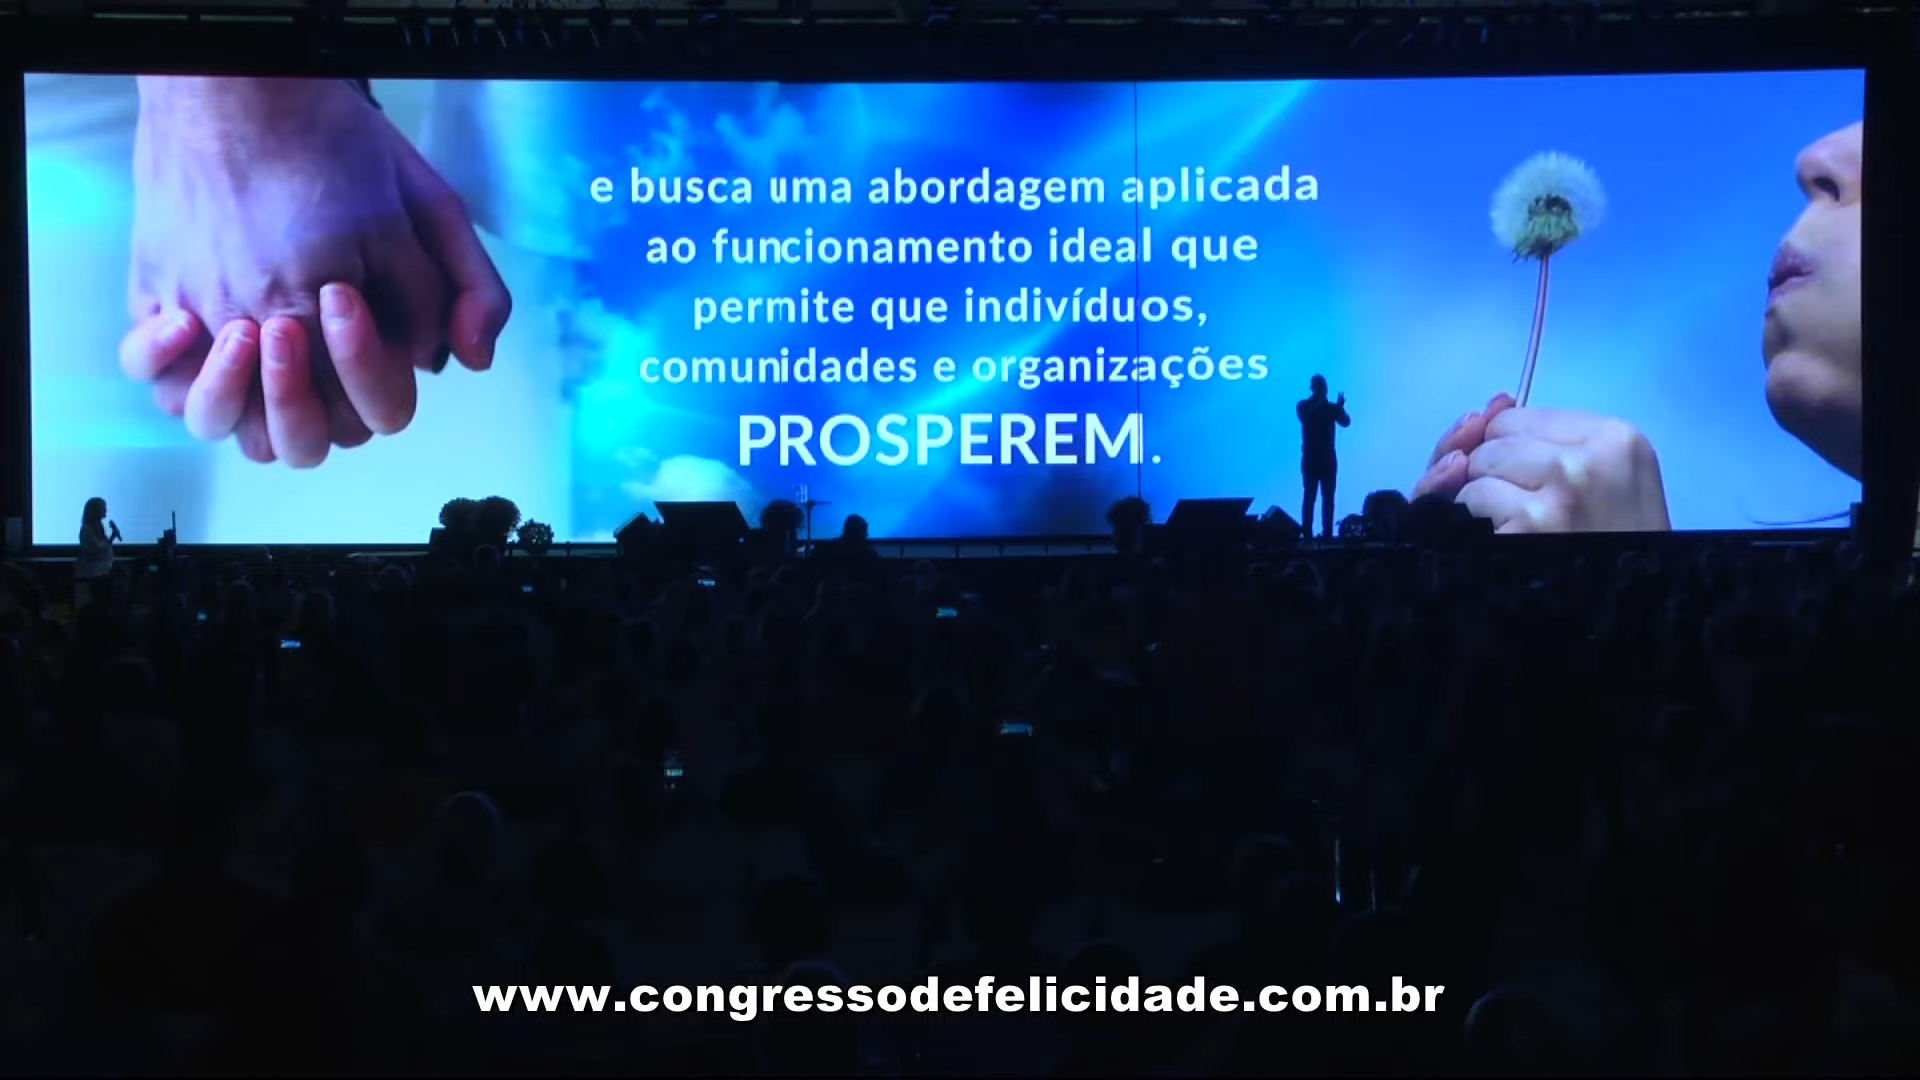 e busca uma abordagem aplicada
ao funcionamento ideal que
permite que indivíduos,
comunidades e organizações
PROSPEREM.
www.congressodefelicidade.com.br